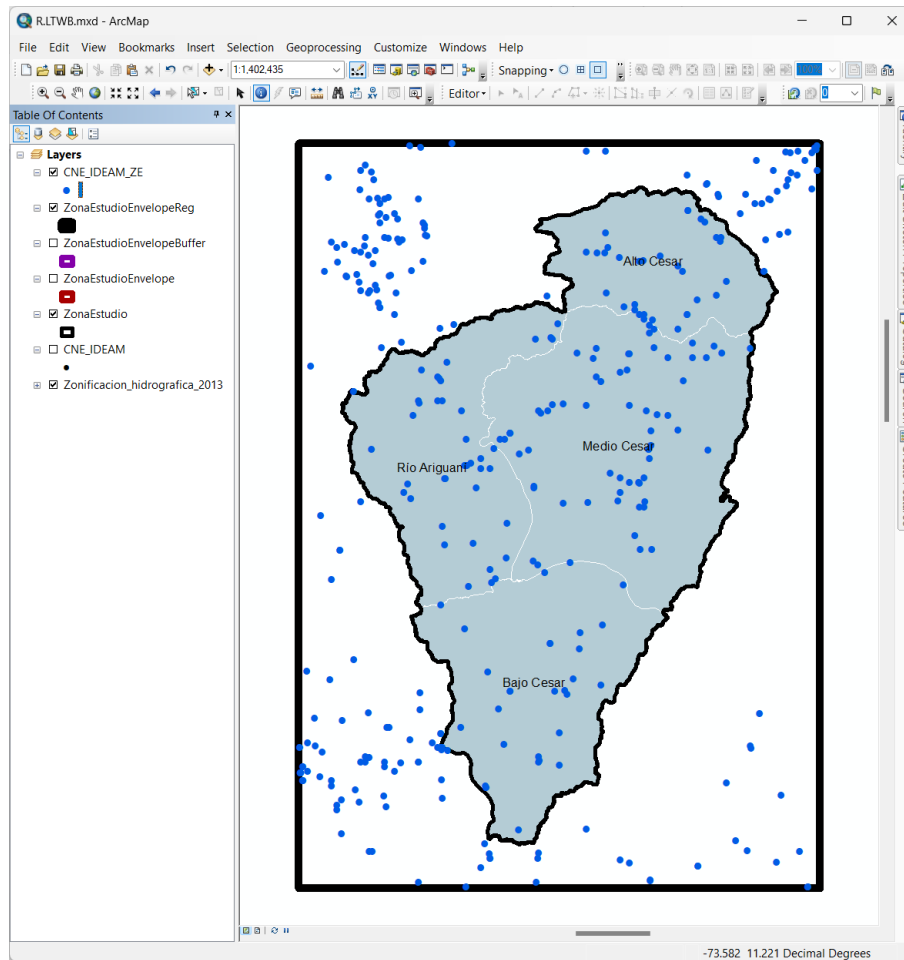 R.LTWB.mxd - ArcMap
File Edit View Bookmarks Insert Selection Geoprocessing Customize Windows Help
1:1,402,435 Snapping 100%
Editor 0
Table Of Contents
Layers
CNE_IDEAM_ZE
ZonaEstudioEnvelopeReg
ZonaEstudioEnvelopeBuffer
ZonaEstudioEnvelope
ZonaEstudio
CNE_IDEAM
Zonificacion_hidrografica_2013
Alto Cesar
Medio Cesar
Río Ariguaní
Bajo Cesar
-73.582 11.221 Decimal Degrees